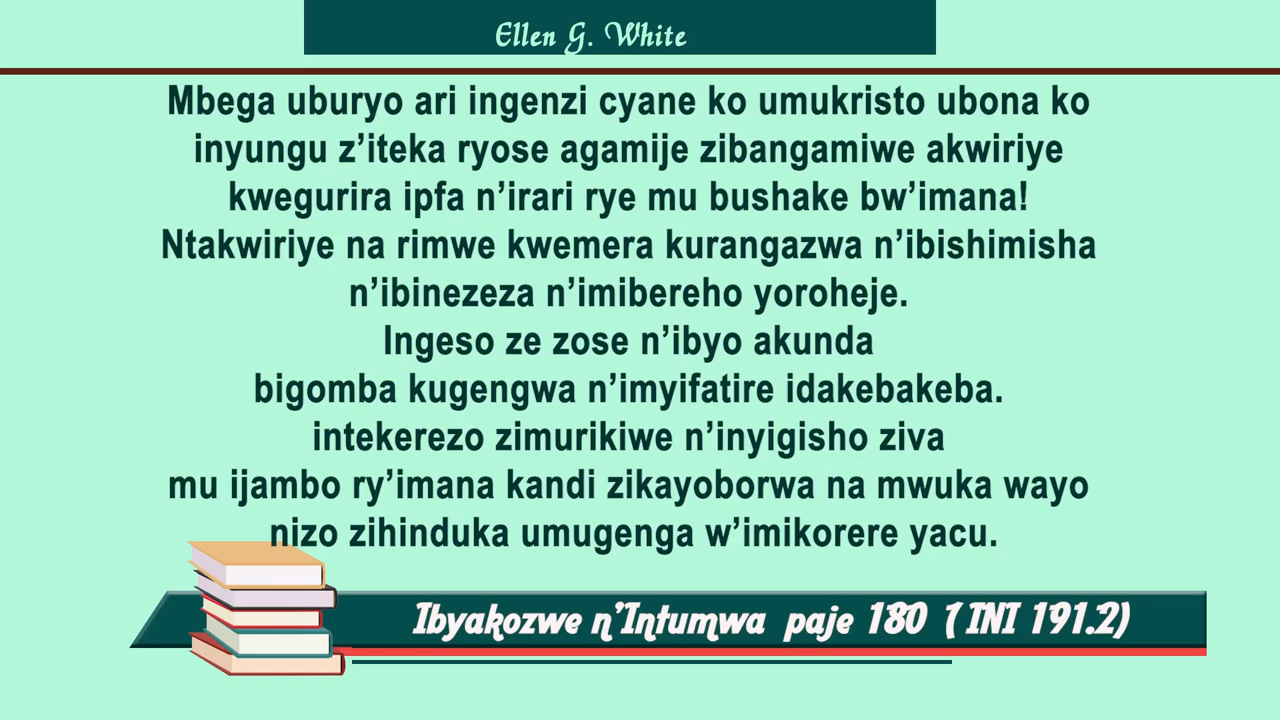 Ellen G. White
Mbega uburyo ari ingenzi cyane ko umukristo ubona ko
inyungu z’iteka ryose agamije zibangamiwe akwiriye
kwegurira ipfa n’irari rye mu bushake bw’imana!
Ntakwiriye na rimwe kwemera kurangazwa n’ibishimisha
n’ibinezeza n’imibereho yoroheje.
Ingeso ze zose n’ibyo akunda
bigomba kugengwa n’imyifatire idakebakeba.
intekerezo zimurikiwe n’inyigisho ziva
mu ijambo ry’imana kandi zikayoborwa na mwuka wayo
nizo zihinduka umugenga w’imikorere yacu.
Ibyakozwe n’Intumwa paje 180 ( INI 191.2)